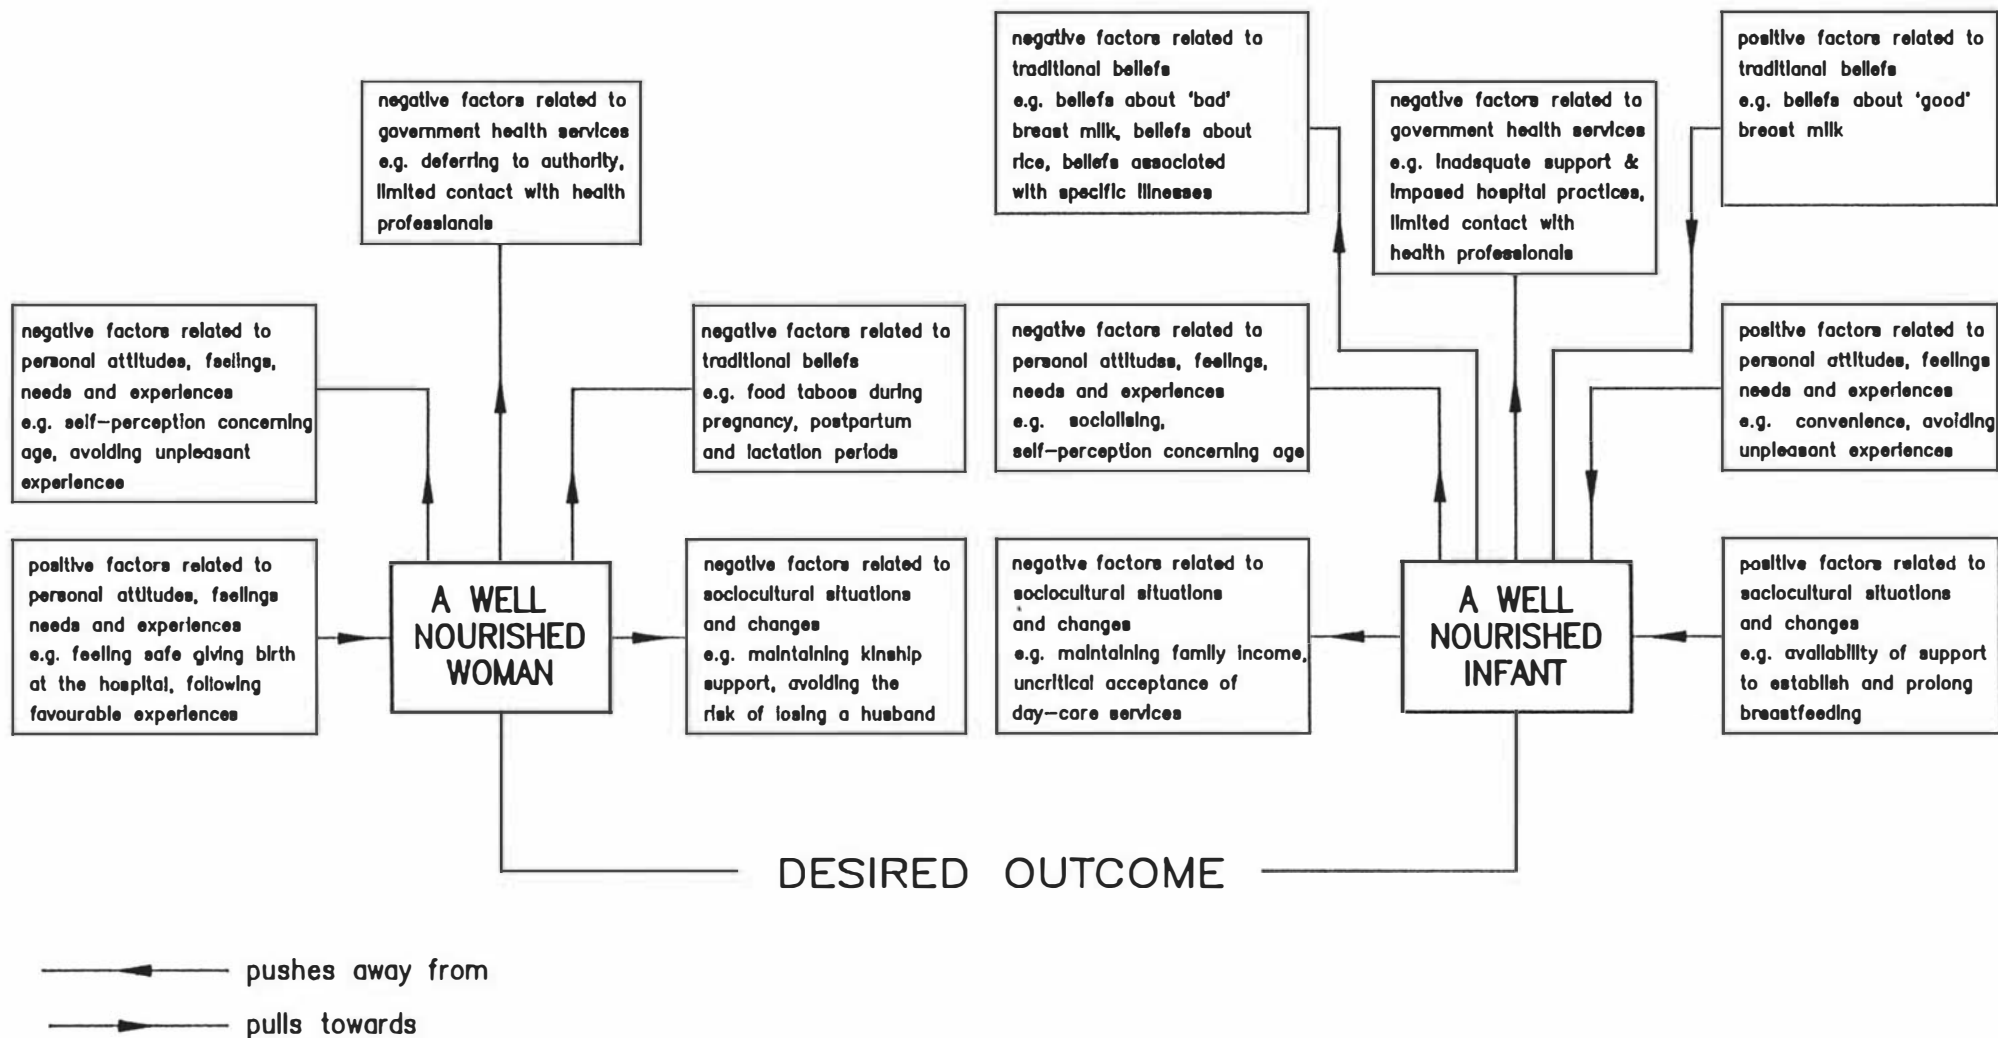 negative factors related to
government health services
e.g. deferring to authority,
limited contact with health
professianals
negative factors related to
traditional beliefs
e.g. beliefs about 'bad'
breast milk, beliefs about
rice, beliefs associated
with specific illnesses
negative factors related to
government health services
e.g. inadsquate support &
imposed hospital practices,
limited contact with
health professionals
positive factors related to
traditianal beliefs
e.g. beliefs about 'good'
breast milk
negative factors related to
personal attitudes, fselings,
needs and experiences
e.g. self-perception concerning
age, avoiding unpleasant
experiencee
negative factors related to
traditional beliefs
e.g. food taboos during
pregnancy, postpartum
and lactation periods
negative factors related to
personal attitudss, feelings,
needs and experiences
e.g. socialising,
self-perception concerning age
positive factors related to
personal attitudes, feelings
needs and experiences
e.g. convenience, avoiding
unpleasant experiences
positive factors related to
personal attitudes, fselings
needs and experiences
e.g. feeling safe giving birth
at the hospital, following
favourable experiences
A WELL
NOURISHED
WOMAN
negative factors related to
sociocultural situations
and changes
e.g. maintaining kinship
support, avoiding the
risk of losing a husband
negative factors related to
sociocultural situations
and changes
e.g. maintaining family income,
uncritical acceptance of
day-care services
A WELL
NOURISHED
INFANT
positive factors related to
saciocultural situations
and changes
e.g. availability of support
to establish and prolong
breastfeeding
DESIRED OUTCOME
pushes away from
pulls towards